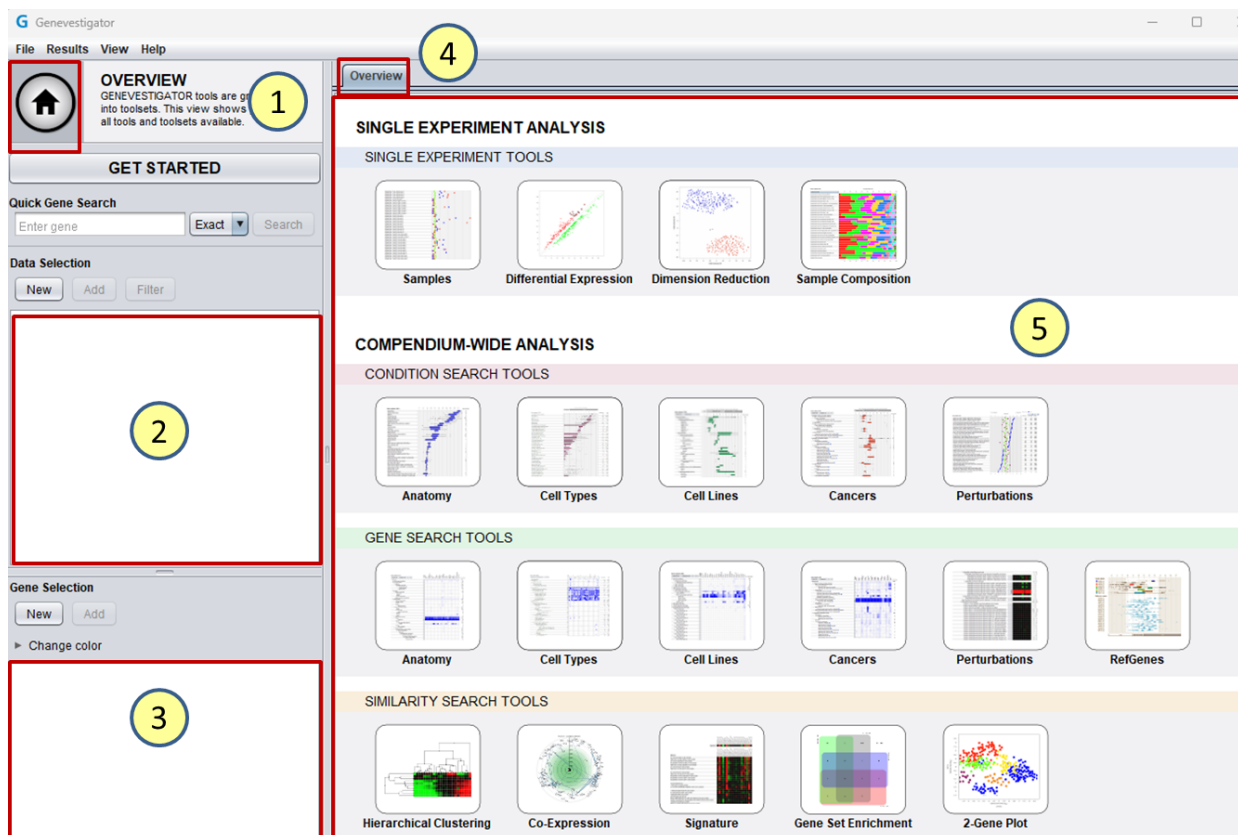 G Genevestigator
File Results View Help
OVERVIEW
GENEVESTIGATOR tools are
into toolsets. This view shows
all tools and toolsets available.
1
4
Overview
GET STARTED
Quick Gene Search
Enter gene
Exact
Search
Data Selection
New
Add
Filter
2
Gene Selection
New
Add
Change color
3
SINGLE EXPERIMENT ANALYSIS
SINGLE EXPERIMENT TOOLS
Samples
Differential Expression
Dimension Reduction
Sample Composition
5
COMPENDIUM-WIDE ANALYSIS
CONDITION SEARCH TOOLS
Anatomy
Cell Types
Cell Lines
Cancers
Perturbations
GENE SEARCH TOOLS
Anatomy
Cell Types
Cell Lines
Cancers
Perturbations
RefGenes
SIMILARITY SEARCH TOOLS
Hierarchical Clustering
Co-Expression
Signature
Gene Set Enrichment
2-Gene Plot